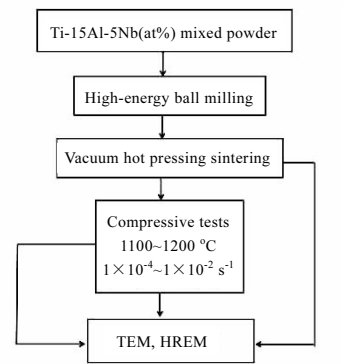 Ti-15Al-5Nb(at%) mixed powder
High-energy ball milling
Vacuum hot pressing sintering
Compressive tests
1100~1200 °C
1×10⁻⁴~1×10⁻² s⁻¹
TEM, HREM